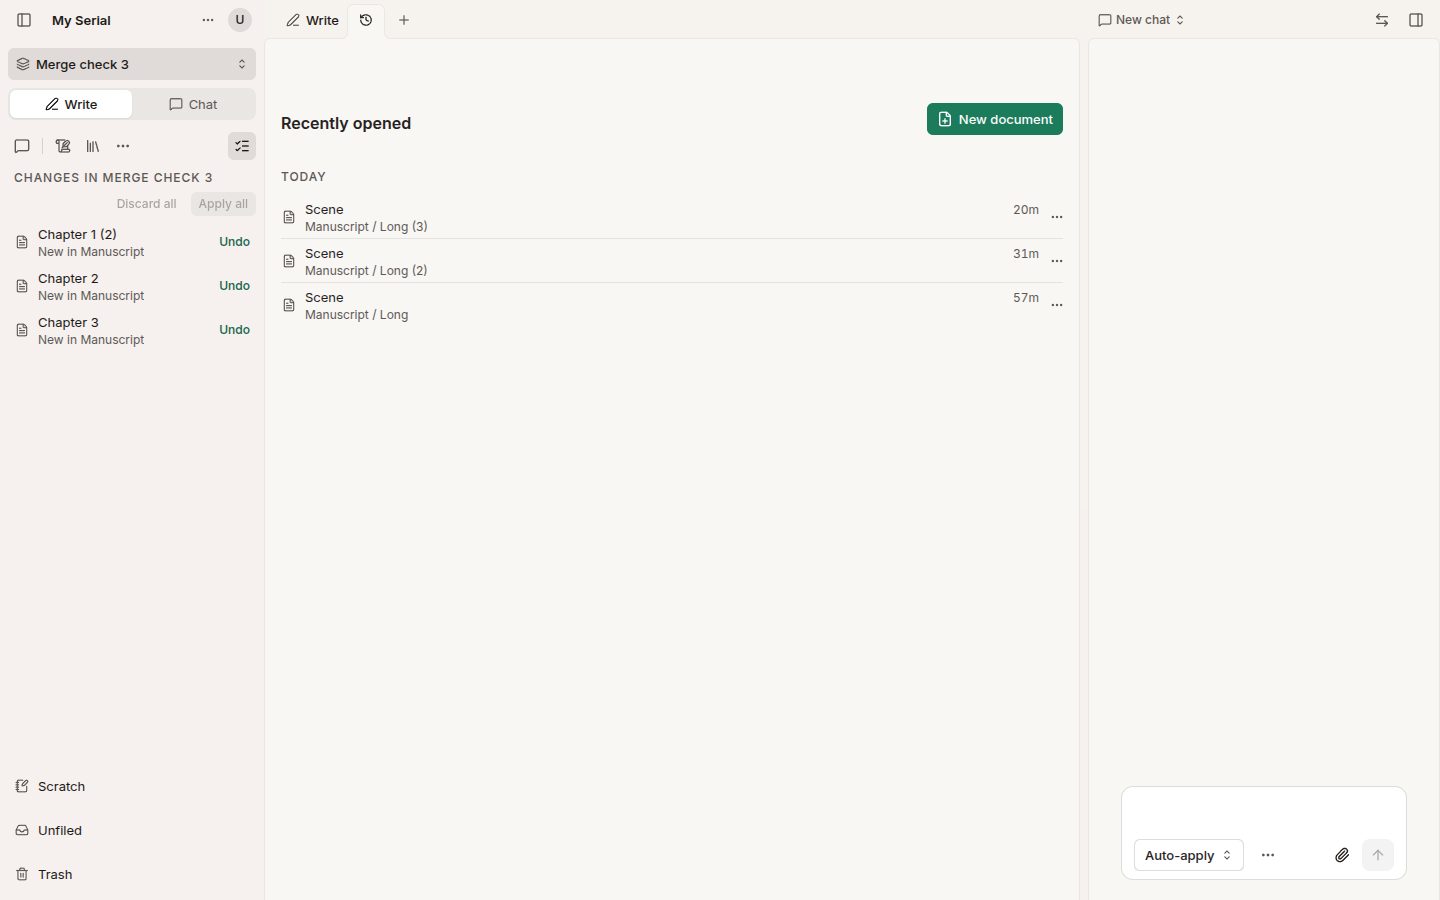 My Serial
U
Merge check 3
Write
Chat
CHANGES IN MERGE CHECK 3
Discard all
Apply all
Chapter 1 (2)
New in Manuscript
Undo
Chapter 2
New in Manuscript
Undo
Chapter 3
New in Manuscript
Undo
Scratch
Unfiled
Trash
Write
Recently opened
New document
TODAY
Scene
Manuscript / Long (3)
20m
Scene
Manuscript / Long (2)
31m
Scene
Manuscript / Long
57m
New chat
Auto-apply